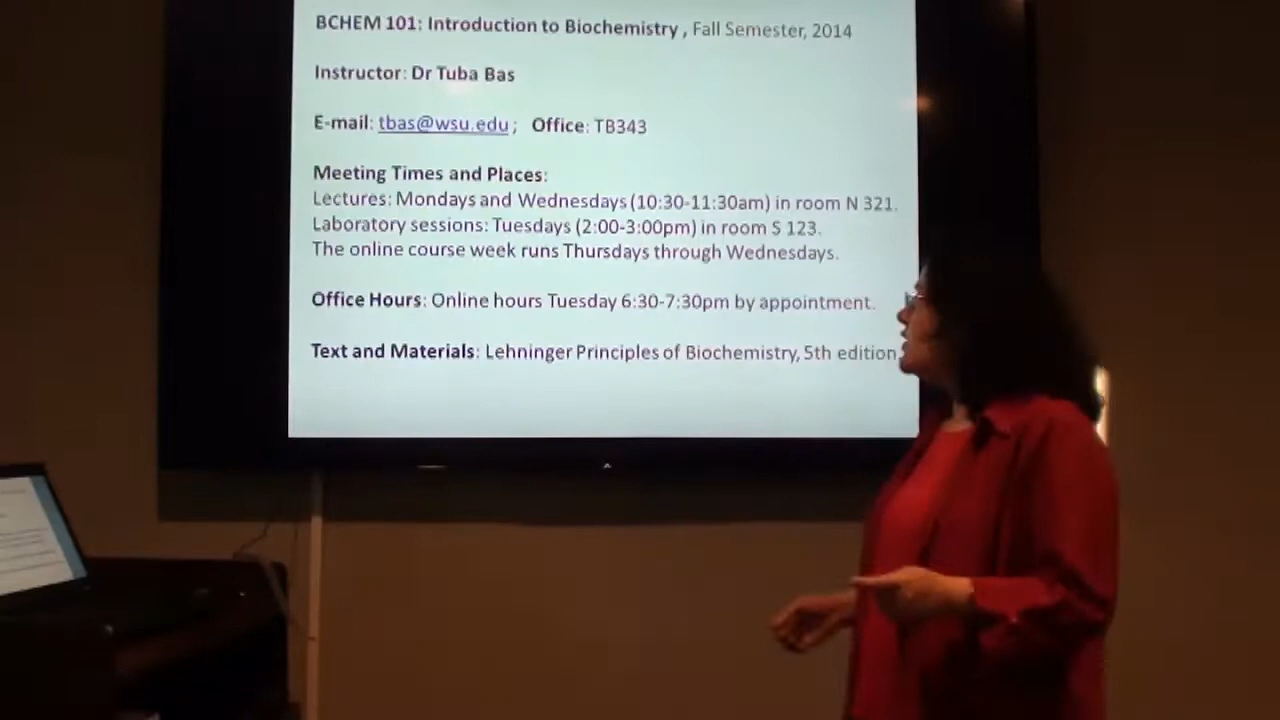 BCHEM 101: Introduction to Biochemistry , Fall Semester, 2014
Instructor: Dr Tuba Bas
E-mail: tbas@wsu.edu ; Office: TB343
Meeting Times and Places:
Lectures: Mondays and Wednesdays (10:30-11:30am) in room N 321.
Laboratory sessions: Tuesdays (2:00-3:00pm) in room S 123.
The online course week runs Thursdays through Wednesdays.
Office Hours: Online hours Tuesday 6:30-7:30pm by appointment.
Text and Materials: Lehninger Principles of Biochemistry, 5th edition